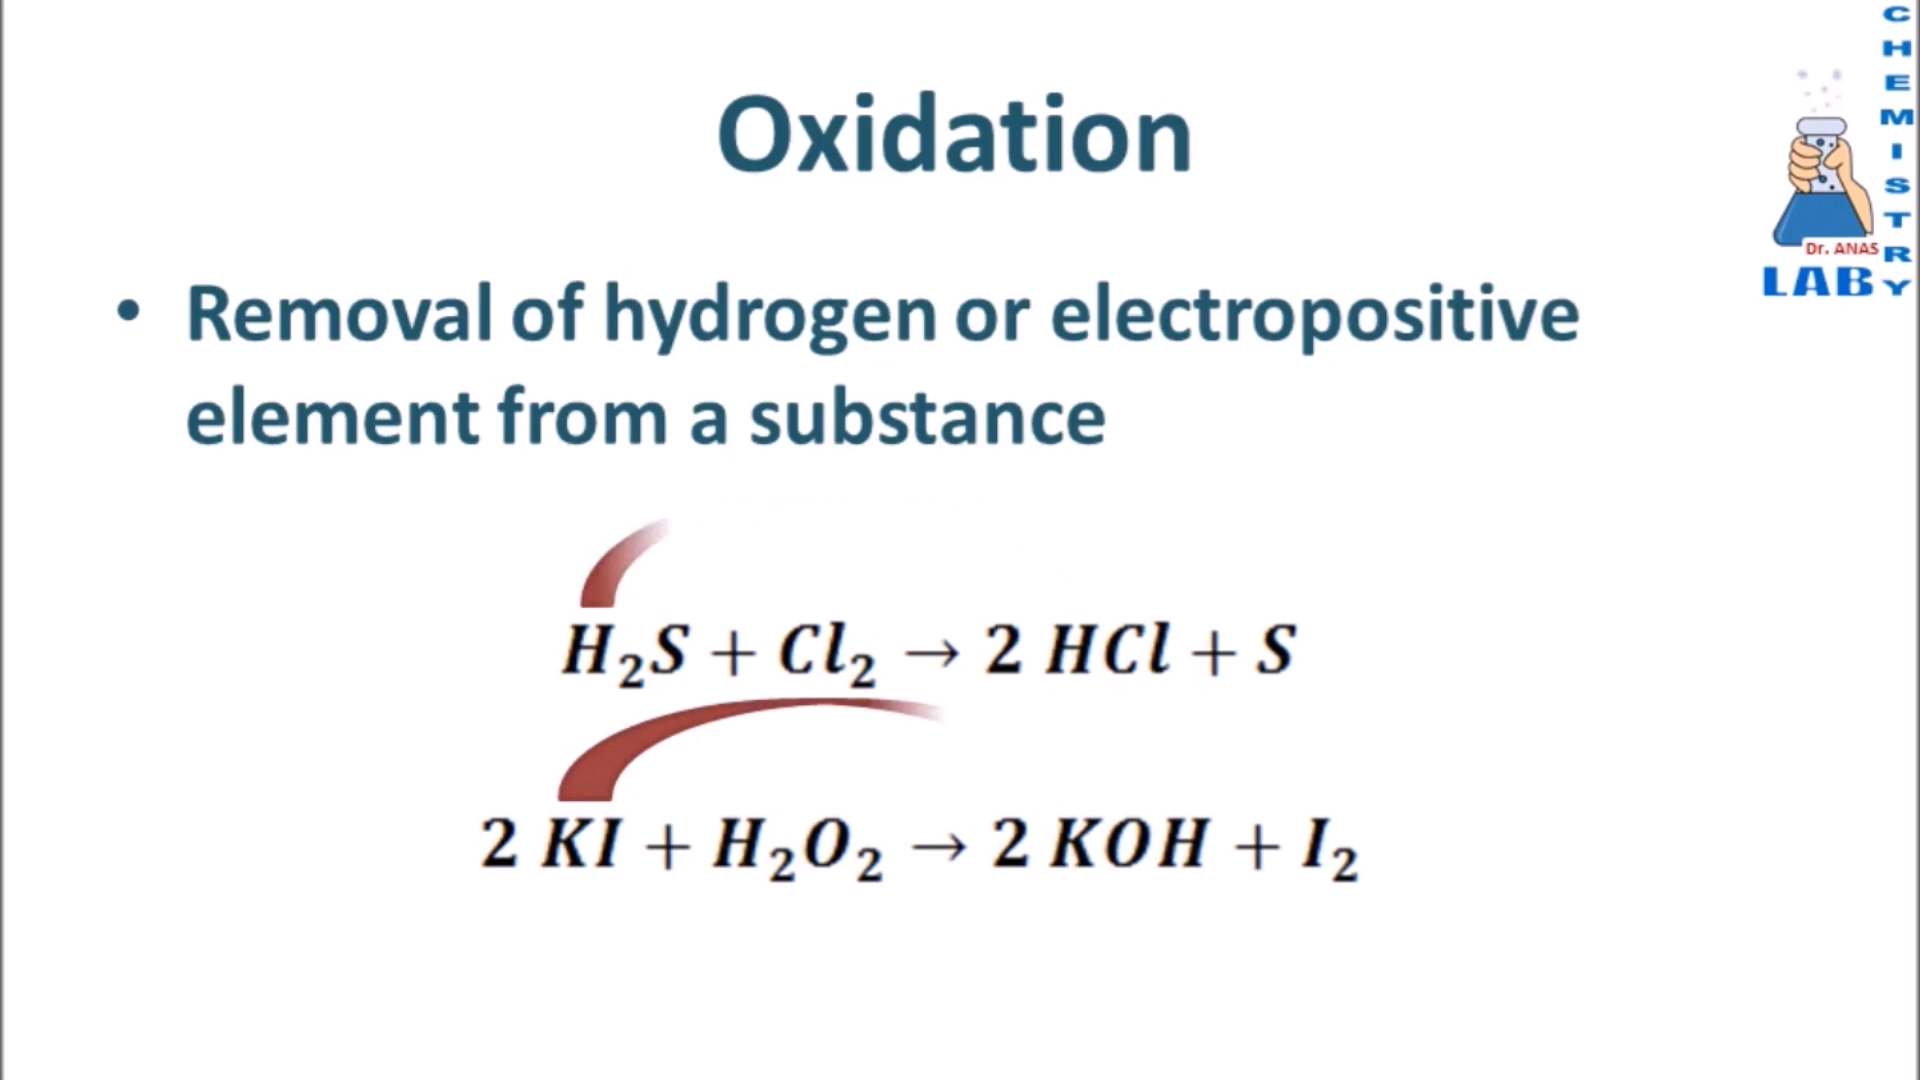 Oxidation
• Removal of hydrogen or electropositive
element from a substance
H₂S + Cl₂ → 2 HCl + S
2 KI + H₂O₂ → 2 KOH + I₂
CHEMISTRY
Dr. ANAS
LAB